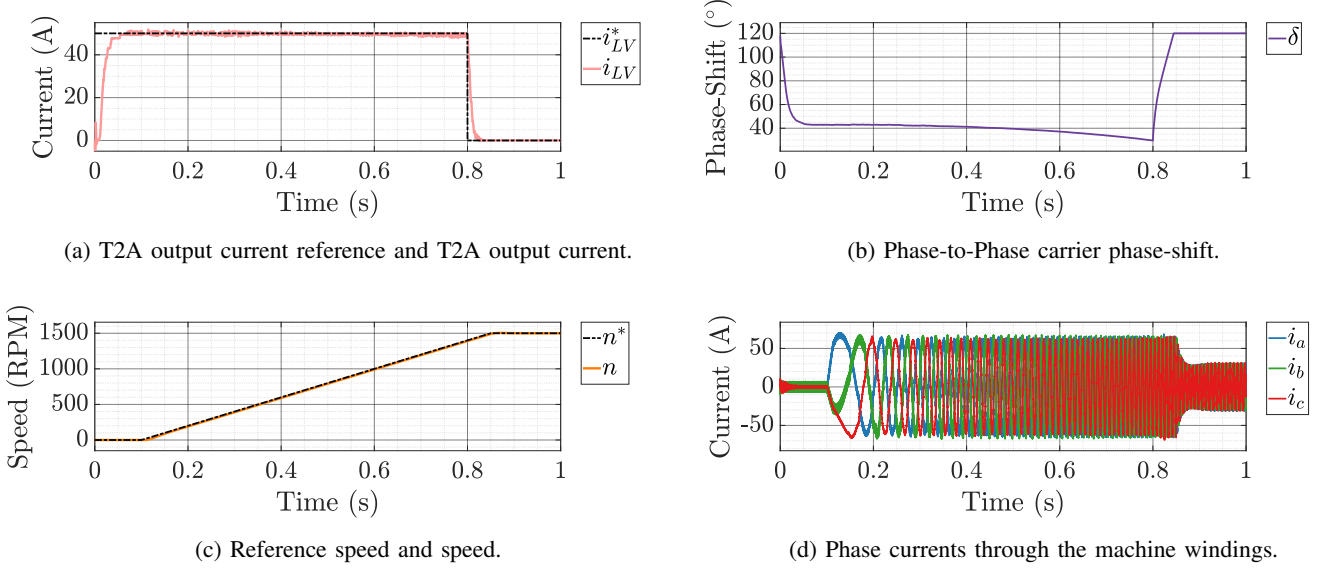 Current (A)
40
20
0
0
0.2
0.4
0.6
0.8
1
Time (s)
i*LV
iLV
(a) T2A output current reference and T2A output current.
Phase-Shift (°)
120
100
80
60
40
0
0.2
0.4
0.6
0.8
1
Time (s)
δ
(b) Phase-to-Phase carrier phase-shift.
Speed (RPM)
1500
1000
500
0
0
0.2
0.4
0.6
0.8
1
Time (s)
n*
n
(c) Reference speed and speed.
Current (A)
50
0
-50
0
0.2
0.4
0.6
0.8
1
Time (s)
ia
ib
ic
(d) Phase currents through the machine windings.